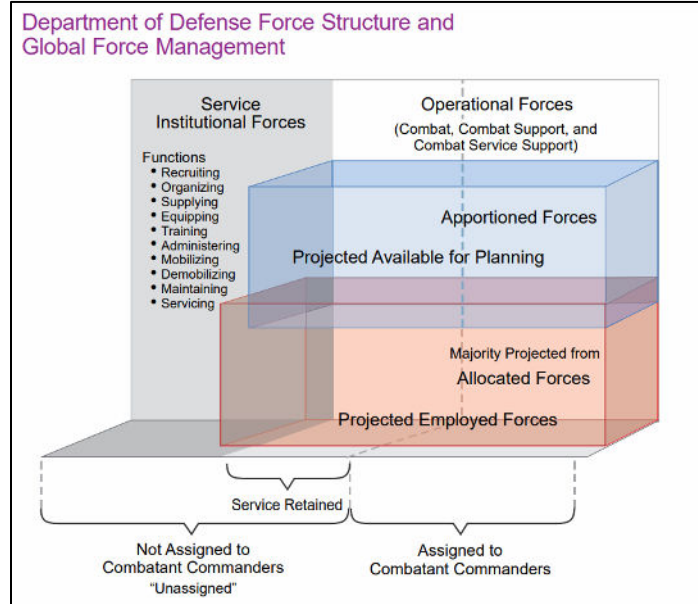 Department of Defense Force Structure and
Global Force Management
Service
Institutional Forces
Functions
• Recruiting
• Organizing
• Supplying
• Equipping
• Training
• Administering
• Mobilizing
• Demobilizing
• Maintaining
• Servicing
Operational Forces
(Combat, Combat Support, and
Combat Service Support)
Apportioned Forces
Projected Available for Planning
Majority Projected from
Allocated Forces
Projected Employed Forces
Service Retained
Not Assigned to
Combatant Commanders
“Unassigned”
Assigned to
Combatant Commanders